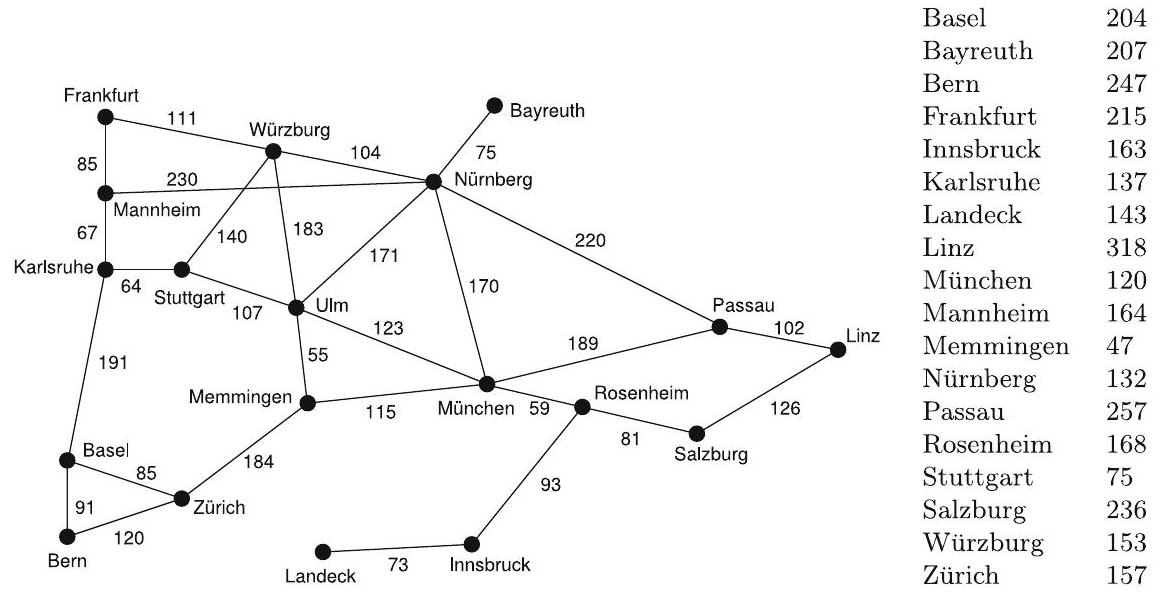 Frankfurt
111
Würzburg
Bayreuth
85
104
75
230
Nürnberg
Mannheim
67
140
183
171
220
Karlsruhe
64
Stuttgart
107
Ulm
170
123
Passau
102
Linz
191
55
189
Memmingen
Rosenheim
115
München
59
126
81
Salzburg
Basel
85
184
93
91
Zürich
120
Bern
Landeck
73
Innsbruck
Basel 204
Bayreuth 207
Bern 247
Frankfurt 215
Innsbruck 163
Karlsruhe 137
Landeck 143
Linz 318
München 120
Mannheim 164
Memmingen 47
Nürnberg 132
Passau 257
Rosenheim 168
Stuttgart 75
Salzburg 236
Würzburg 153
Zürich 157